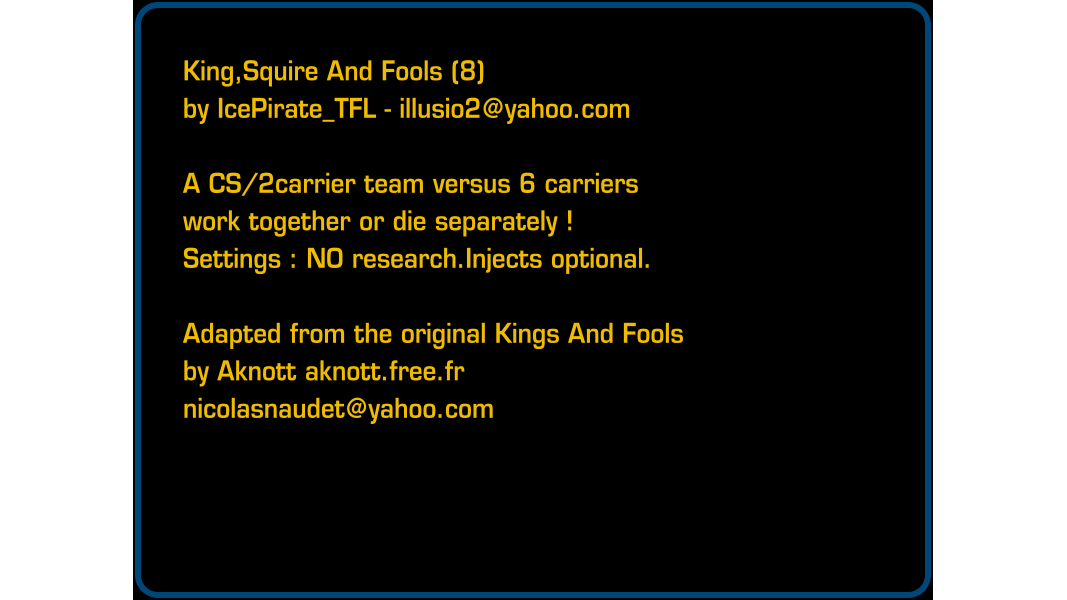 King,Squire And Fools (8)
by IcePirate_TFL - illusio2@yahoo.com
A CS/2carrier team versus 6 carriers
work together or die separately !
Settings : NO research.Injects optional.
Adapted from the original Kings And Fools
by Aknott aknott.free.fr
nicolasnaudet@yahoo.com